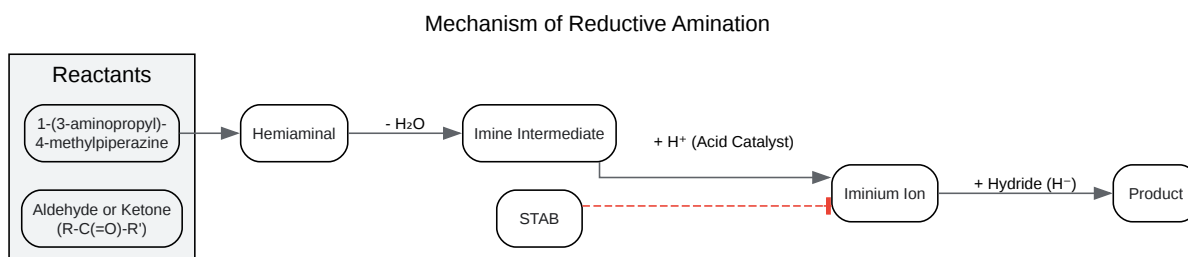 Mechanism of Reductive Amination
Reactants
1-(3-aminopropyl)-
4-methylpiperazine
Aldehyde or Ketone
(R-C(=O)-R')
Hemiaminal
- H₂O
Imine Intermediate
STAB
+ H⁺ (Acid Catalyst)
Iminium Ion
+ Hydride (H⁻)
Product